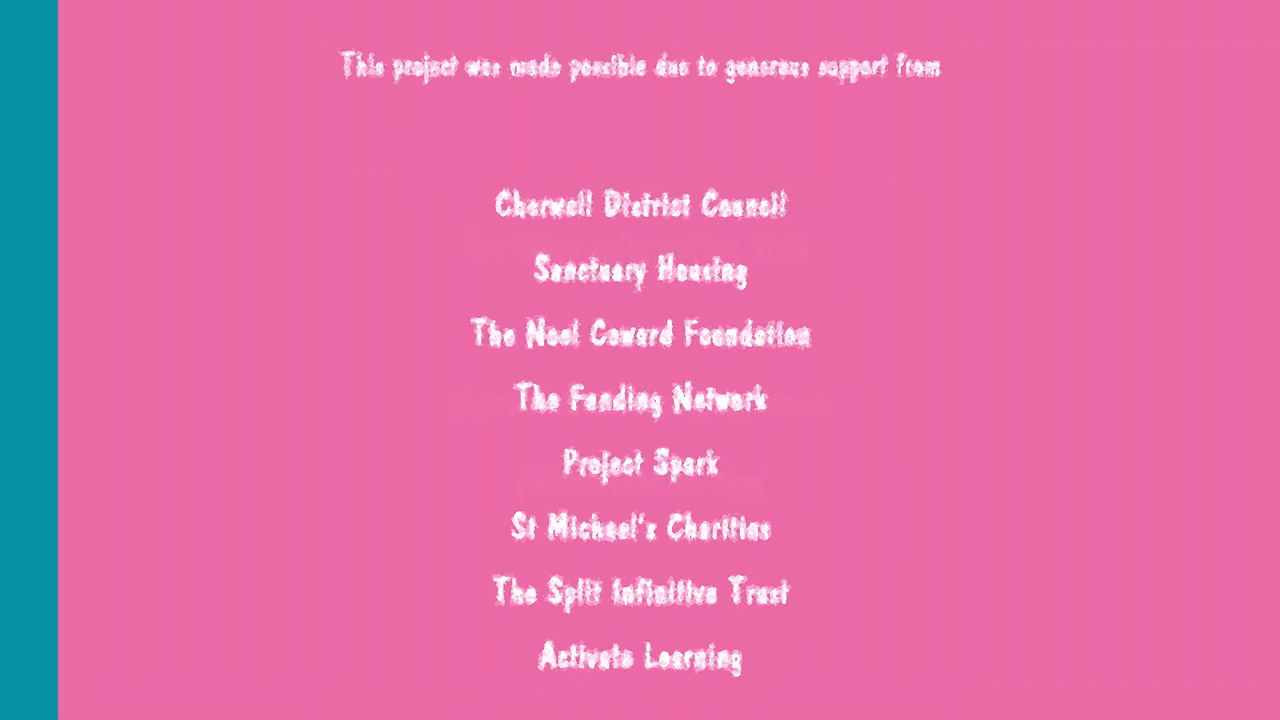 This project was made possible due to generous support from
Cherwell District Council
Sanctuary Housing
The Noel Coward Foundation
The Funding Network
Project Spark
St Michael's Charities
The Split Infinitive Trust
Activate Learning